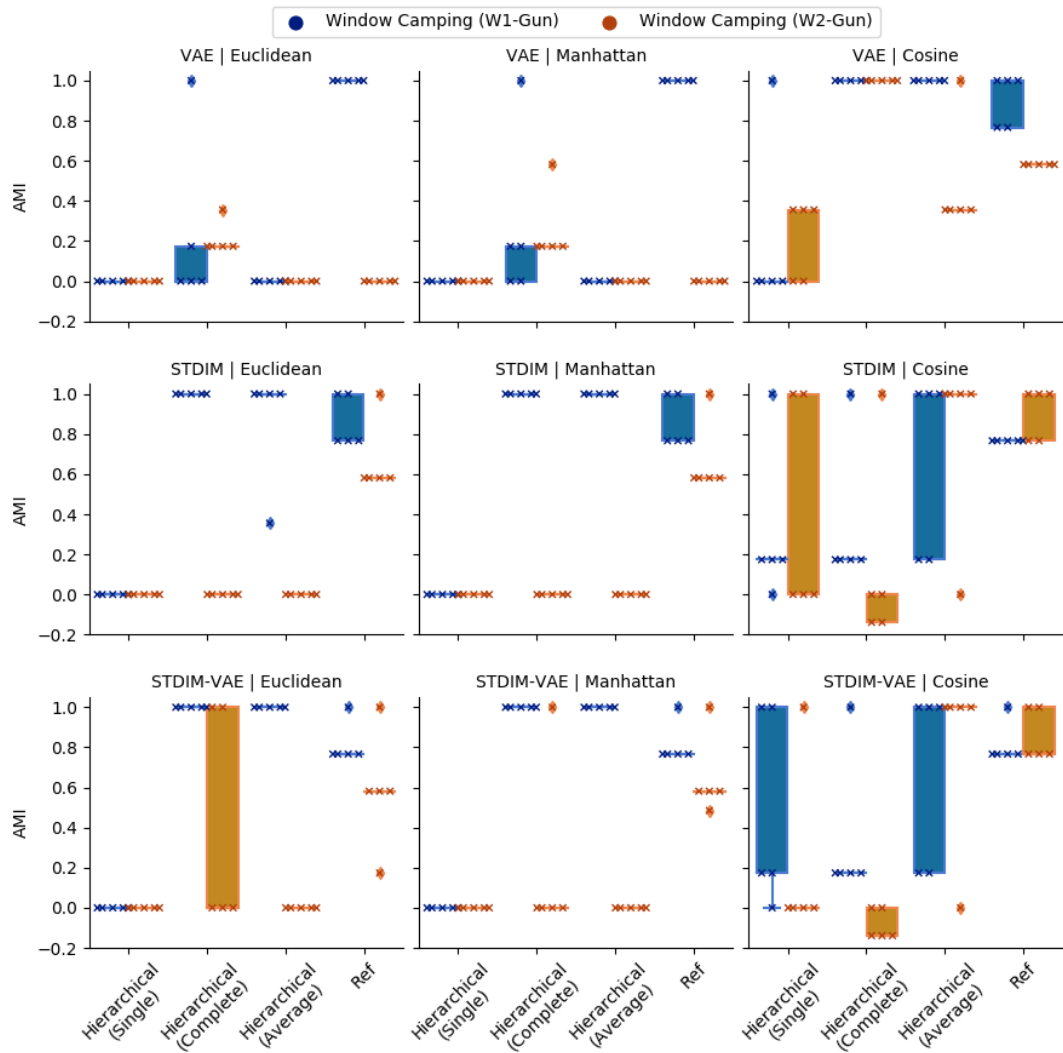 Window Camping (W1-Gun) Window Camping (W2-Gun)
VAE | Euclidean VAE | Manhattan VAE | Cosine
1.0
0.8
0.6
0.4
0.2
0.0
−0.2
AMI
STDIM | Euclidean STDIM | Manhattan STDIM | Cosine
1.0
0.8
0.6
0.4
0.2
0.0
−0.2
AMI
STDIM-VAE | Euclidean STDIM-VAE | Manhattan STDIM-VAE | Cosine
1.0
0.8
0.6
0.4
0.2
0.0
−0.2
AMI
Hierarchical
(Single)
Hierarchical
(Complete)
Hierarchical
(Average)
Ref
Hierarchical
(Single)
Hierarchical
(Complete)
Hierarchical
(Average)
Ref
Hierarchical
(Single)
Hierarchical
(Complete)
Hierarchical
(Average)
Ref